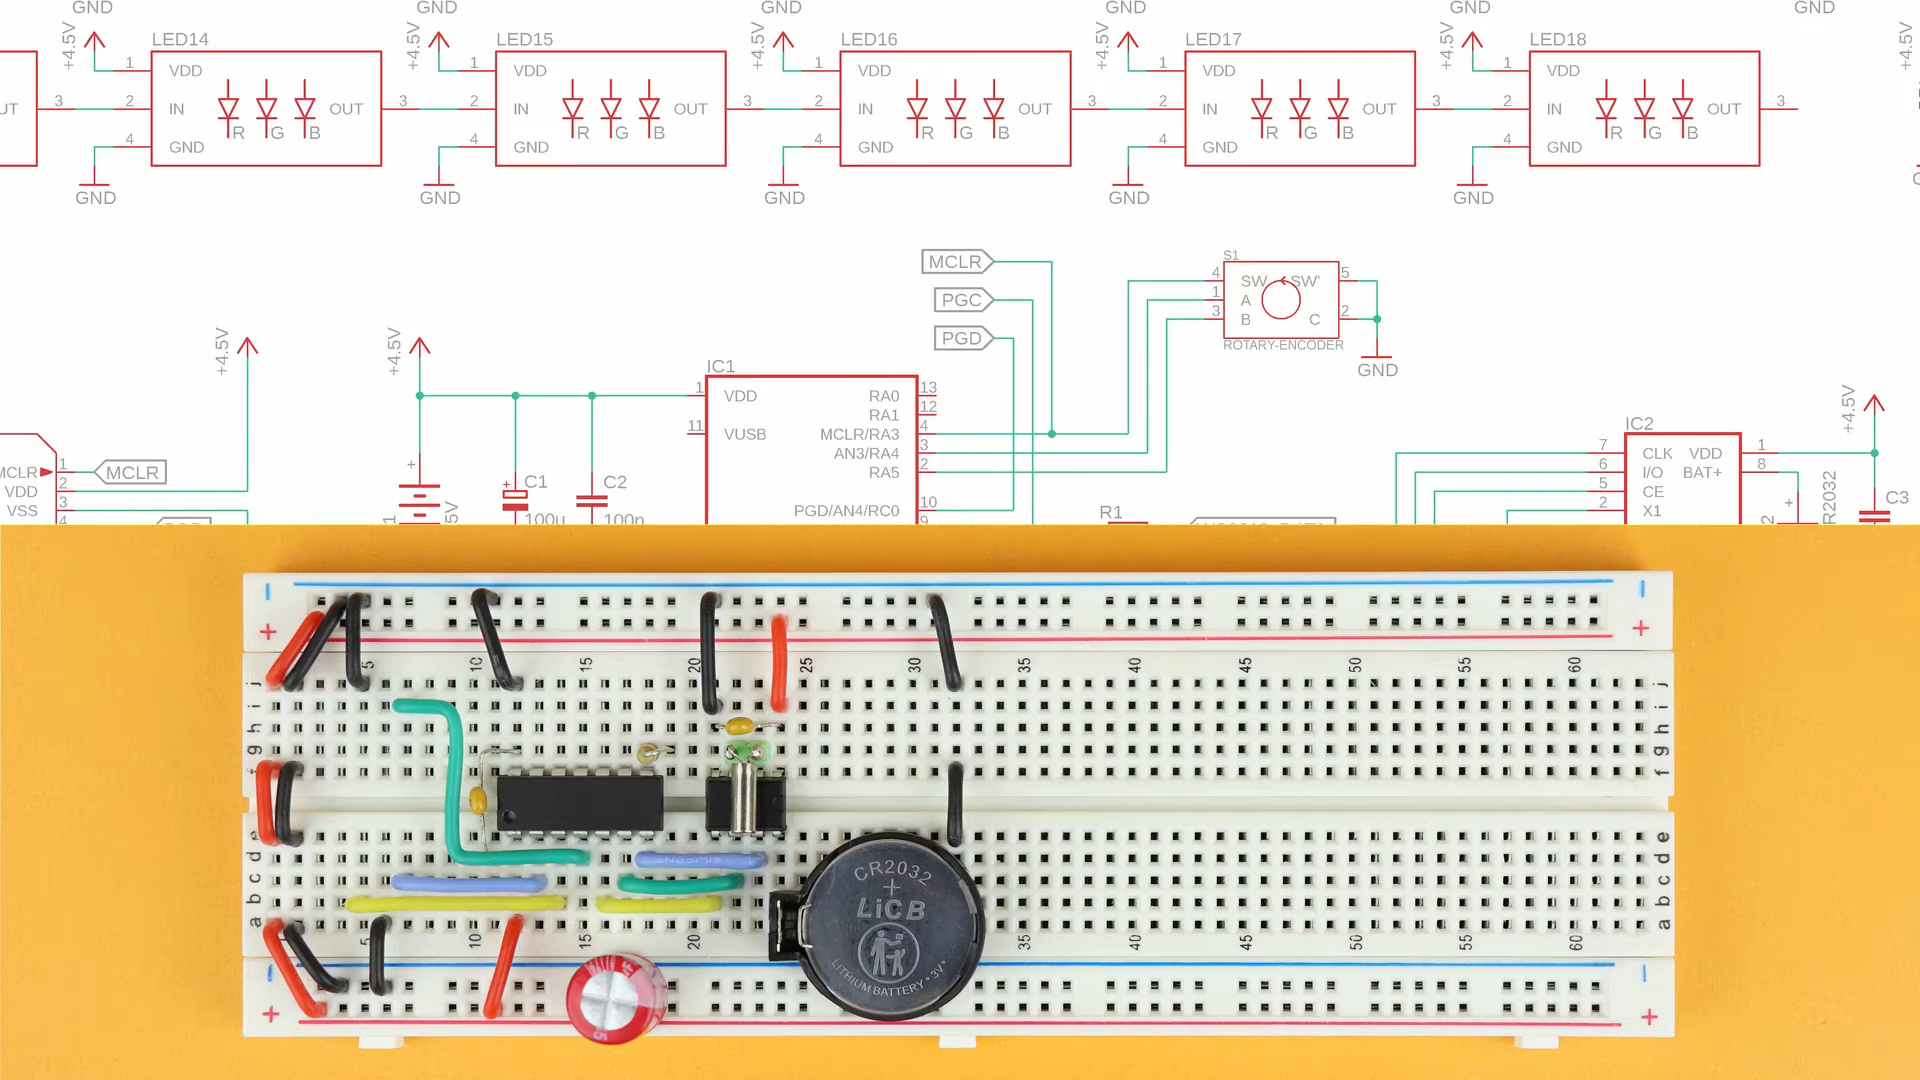 GND GND GND GND GND GND
LED14 LED15 LED16 LED17 LED18
+4.5V +4.5V +4.5V +4.5V +4.5V +4.5V
1 VDD 1 VDD 1 VDD 1 VDD 1 VDD
UT 3 2 IN OUT 3 2 IN OUT 3 2 IN OUT 3 2 IN OUT 3 2 IN OUT 3
R G B R G B R G B R G B R G B
4 GND 4 GND 4 GND 4 GND 4 GND
GND GND GND GND GND
MCLR
PGC
PGD
S1
4 SW SW' 5
1 A
3 B C 2
ROTARY-ENCODER
GND
+4.5V +4.5V +4.5V
IC1
1 VDD RA0 13
RA1 12
11 VUSB MCLR/RA3 4
AN3/RA4 3
RA5 2
PGD/AN4/RC0 10
9
IC2
7 CLK VDD 1
6 I/O BAT+ 8
5 CE
2 X1
MCLR 1 MCLR
VDD 2
VSS 3
4
+
+ C1
100u
C2
100n
R1
+
R2032
C3
5V
5 10 15 20 25 30 35 40 45 50 55 60
j j
i i
h h
g g
f f
e e
d d
c c
b b
a a
SILICONE
5 10 15 20 35 40 45 50 55 60
CR2032
+
LiCB
LITHIUM BATTERY • 3V •